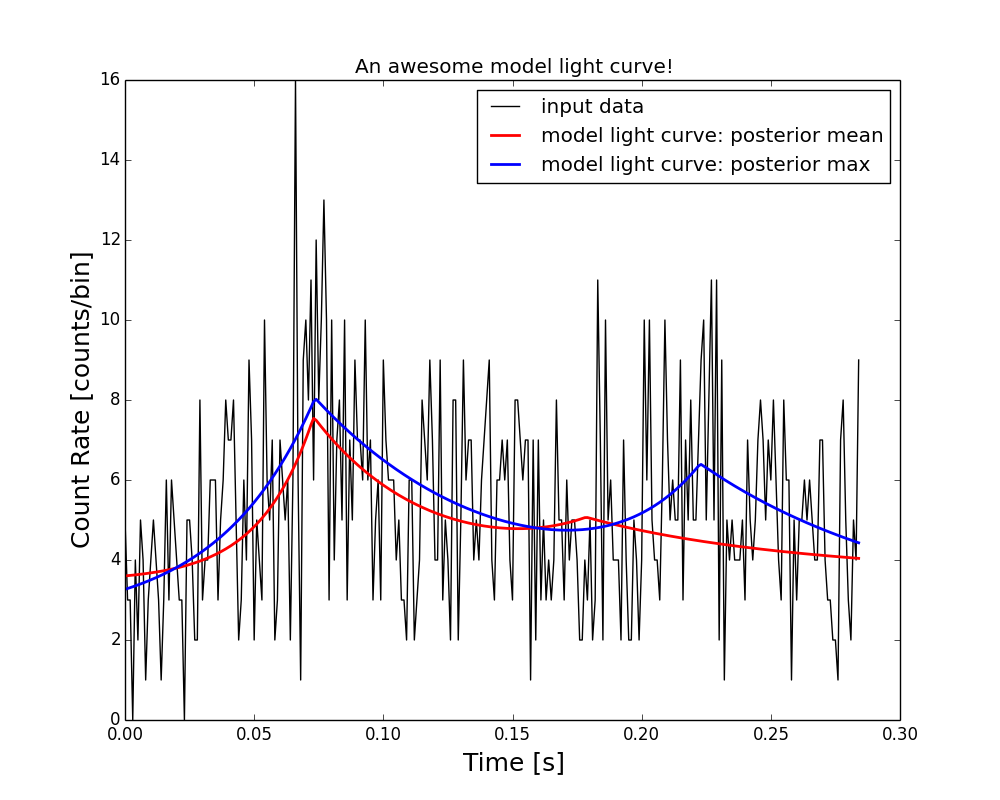 An awesome model light curve!
input data
model light curve: posterior mean
model light curve: posterior max
Count Rate [counts/bin]
16
14
12
10
8
6
4
2
0
0.00 0.05 0.10 0.15 0.20 0.25 0.30
Time [s]